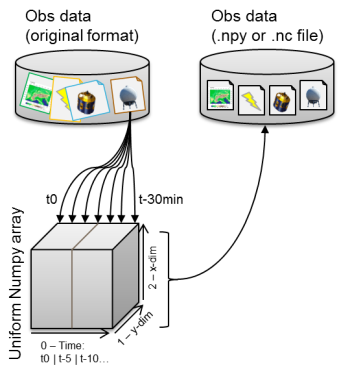 Obs data
(original format)
Obs data
(.npy or .nc file)
t0
t-30min
Uniform Numpy array
2 – x-dim
1 – y-dim
0 – Time:
t0 | t-5 | t-10…